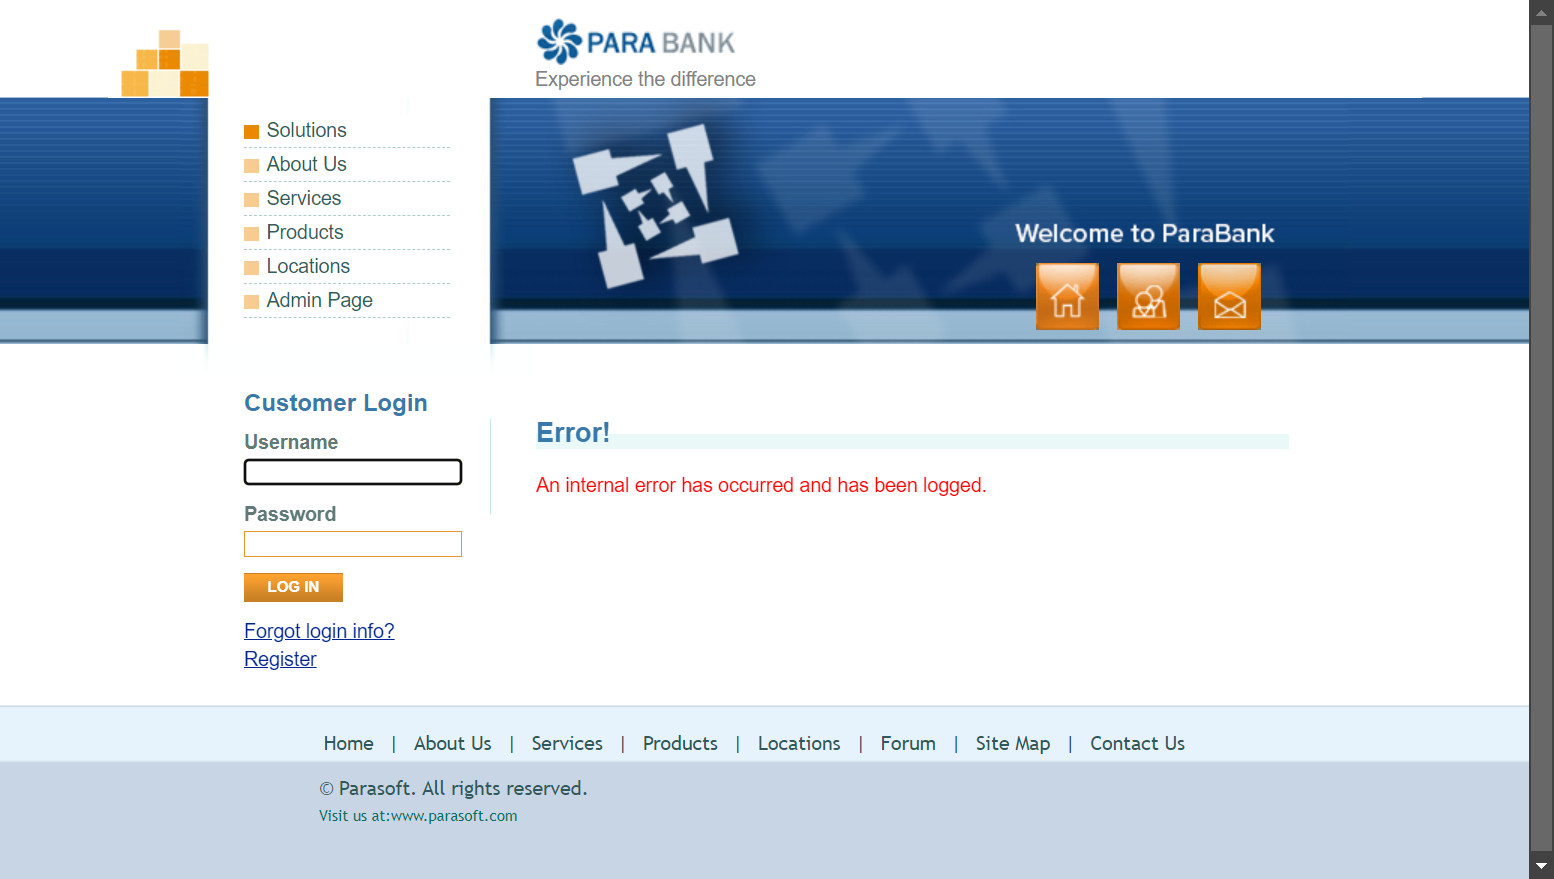 PARA BANK
Experience the difference
Solutions
About Us
Services
Products
Locations
Admin Page
Welcome to ParaBank
Customer Login
Username
Password
LOG IN
Forgot login info?
Register
Error!
An internal error has occurred and has been logged.
Home | About Us | Services | Products | Locations | Forum | Site Map | Contact Us
© Parasoft. All rights reserved.
Visit us at:www.parasoft.com